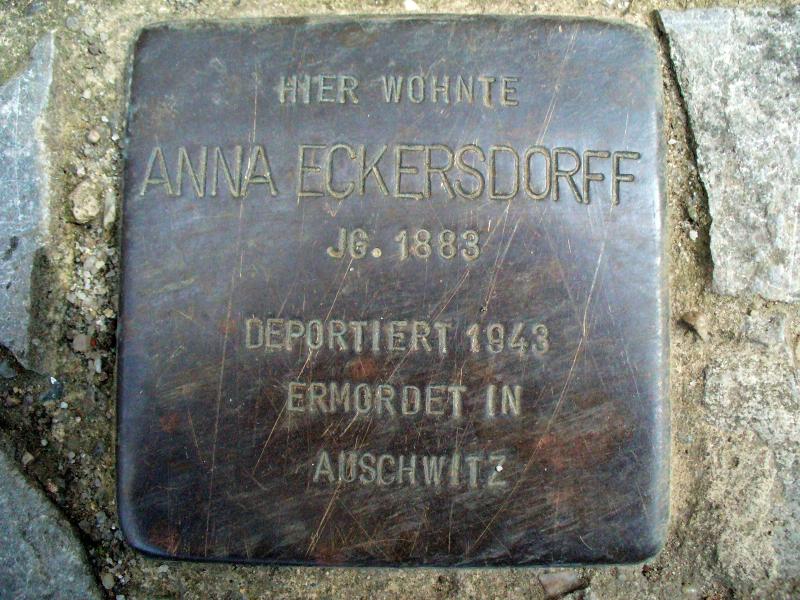 HIER WOHNTE
ANNA ECKERSDORFF
JG. 1883
DEPORTIERT 1943
ERMORDET IN
AUSCHWITZ